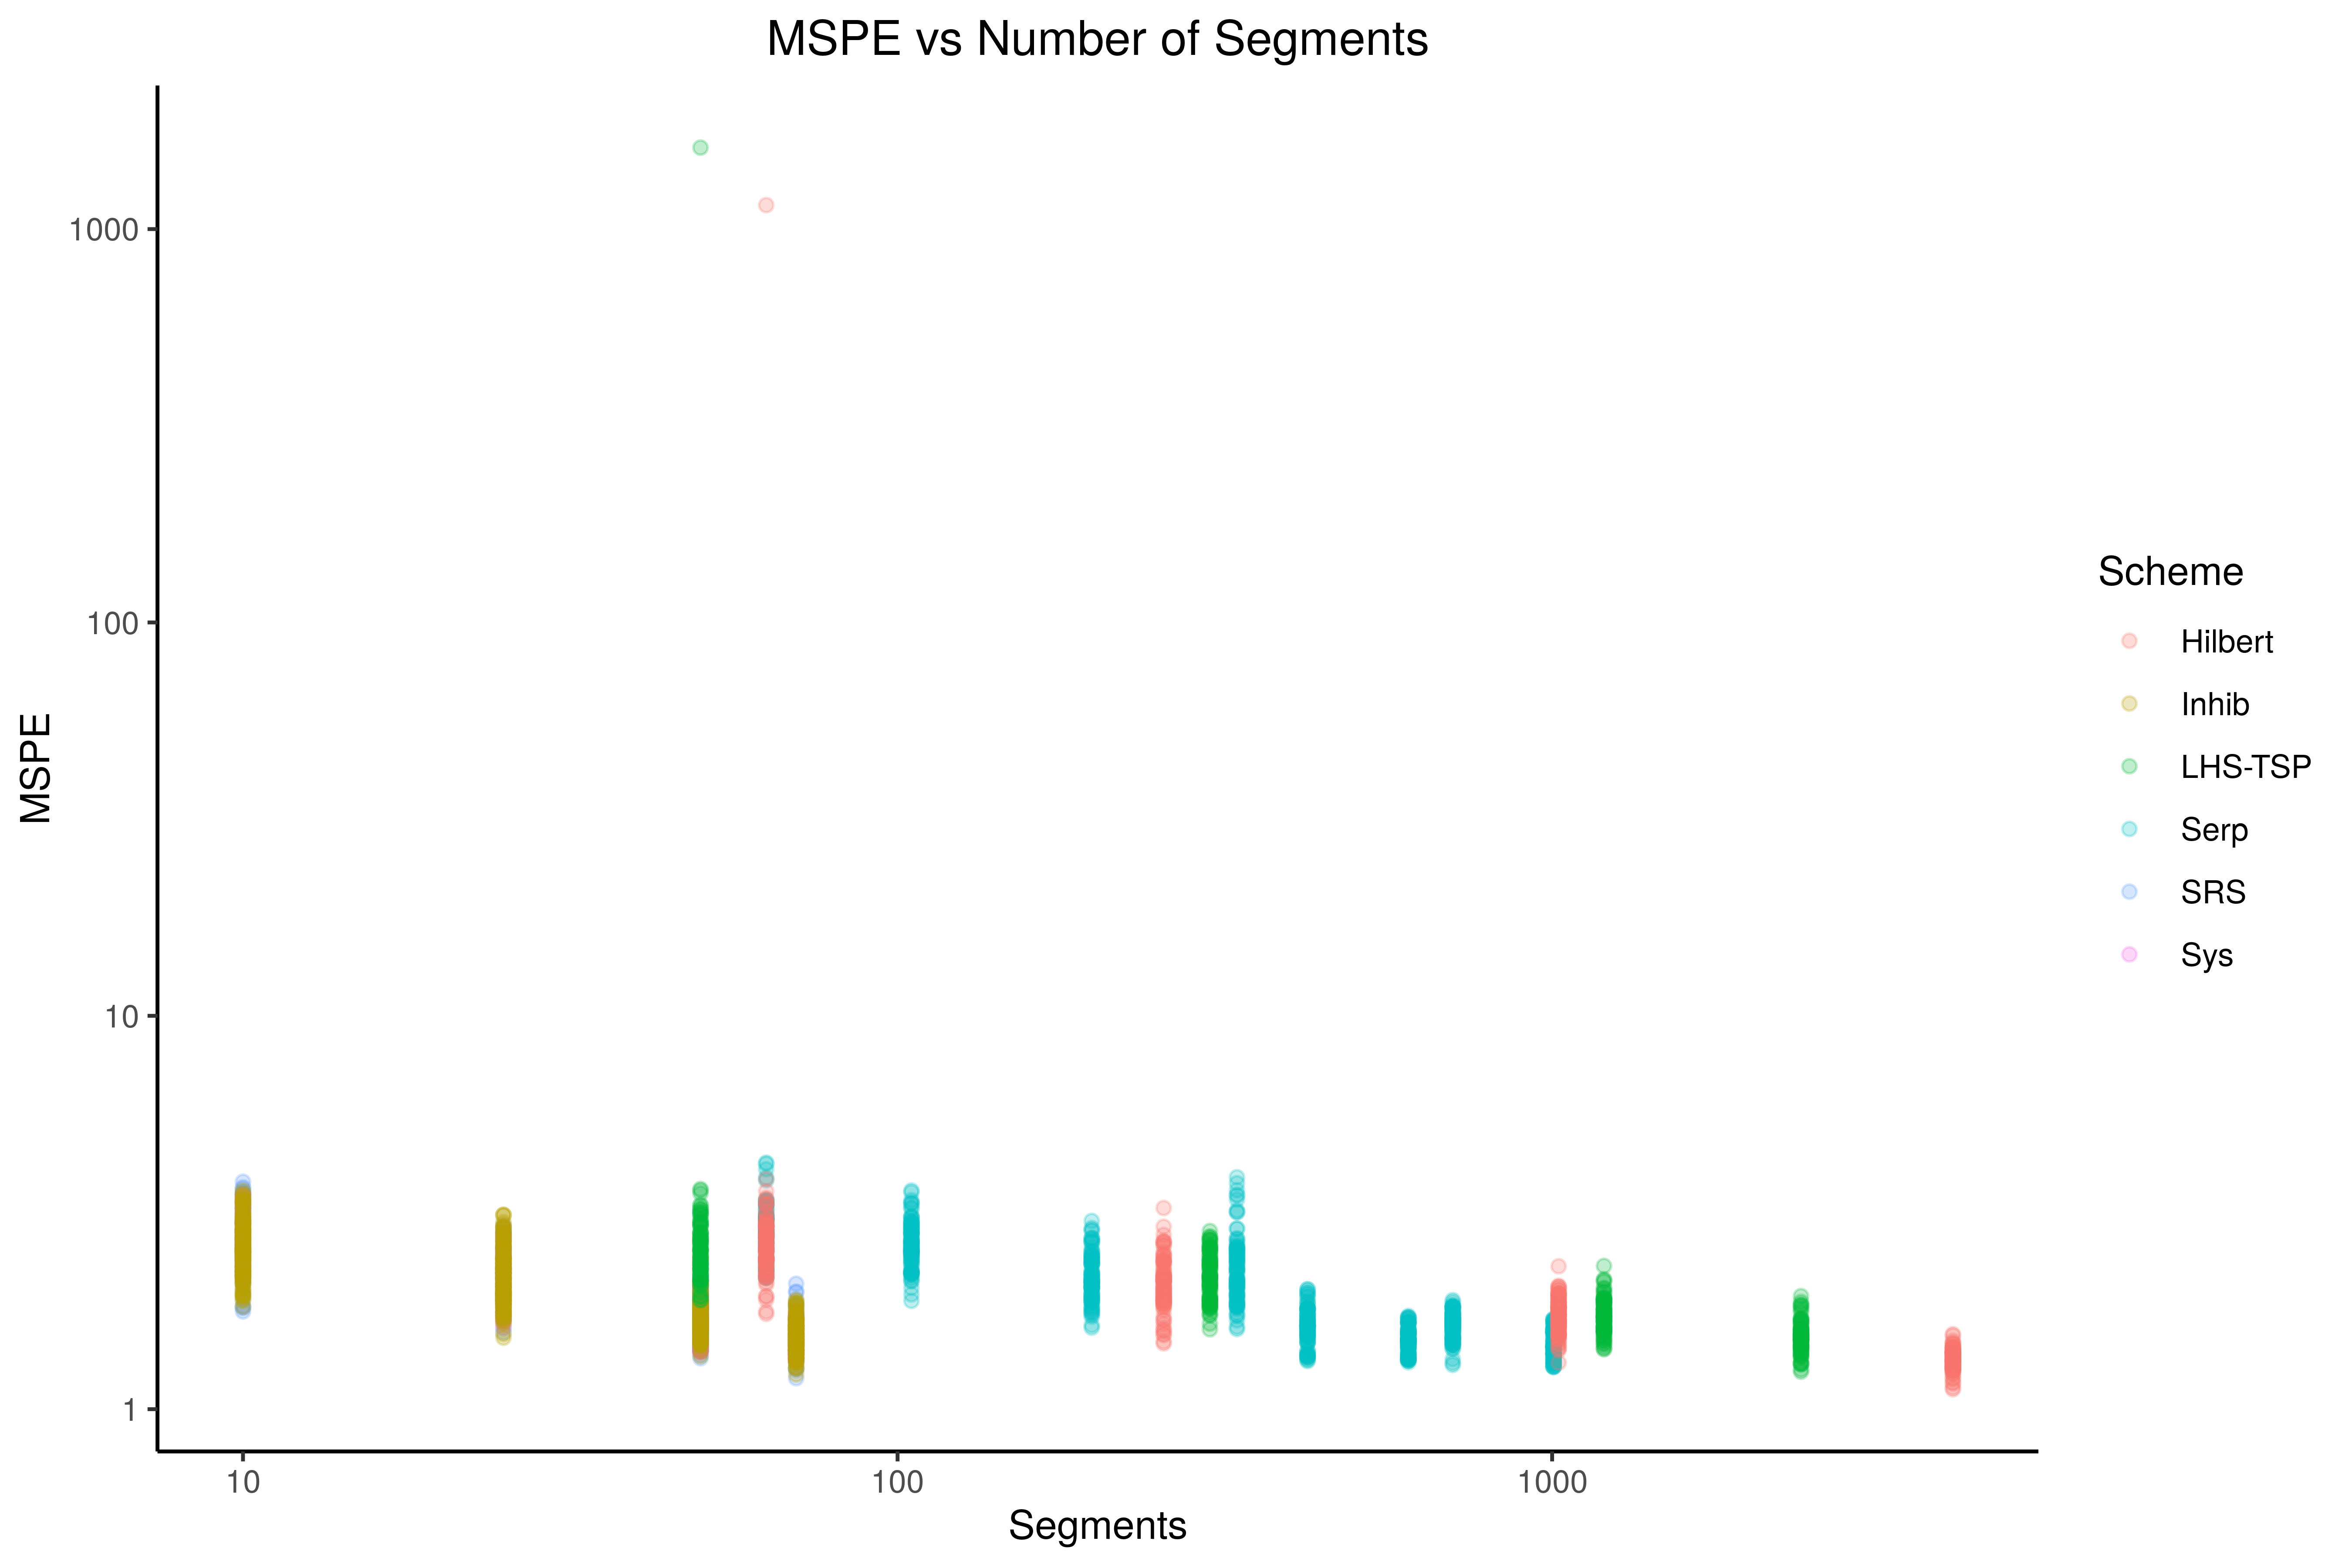 MSPE vs Number of Segments
MSPE
1000
100
10
1
10
100
1000
Segments
Scheme
Hilbert
Inhib
LHS-TSP
Serp
SRS
Sys